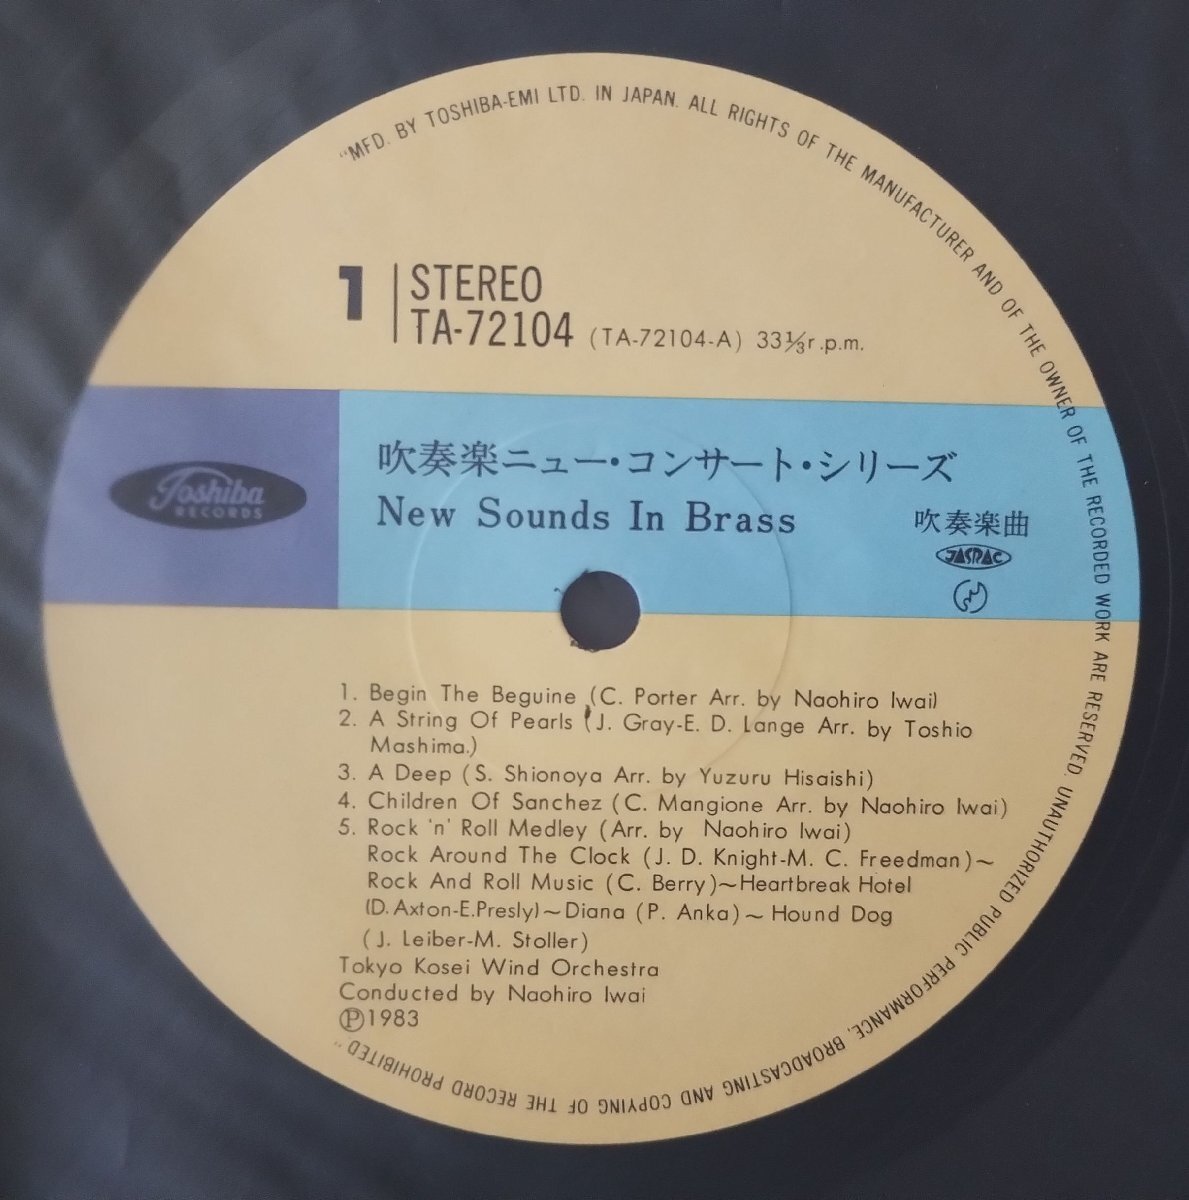 "MFD. BY TOSHIBA-EMI LTD. IN JAPAN. ALL RIGHTS OF THE MANUFACTURER AND OF THE OWNER OF THE RECORDED WORK ARE RESERVED. UNAUTHORIZED PUBLIC PERFORMANCE, BROADCASTING AND COPYING OF THE RECORD PROHIBITED"
1
STEREO
TA-72104 (TA-72104-A) 33⅓r.p.m.
Toshiba
RECORDS
吹奏楽ニュー・コンサート・シリーズ
New Sounds In Brass
吹奏楽曲
JASRAC
1. Begin The Beguine (C. Porter Arr. by Naohiro Iwai)
2. A String Of Pearls (J. Gray-E. D. Lange Arr. by Toshio
Mashima.)
3. A Deep (S. Shionoya Arr. by Yuzuru Hisaishi)
4. Children Of Sanchez (C. Mangione Arr. by Naohiro Iwai)
5. Rock 'n' Roll Medley (Arr. by Naohiro Iwai)
Rock Around The Clock (J. D. Knight-M. C. Freedman)~
Rock And Roll Music (C. Berry)~Heartbreak Hotel
(D. Axton-E.Presly)~Diana (P. Anka)~ Hound Dog
(J. Leiber-M. Stoller)
Tokyo Kosei Wind Orchestra
Conducted by Naohiro Iwai
Ⓟ1983